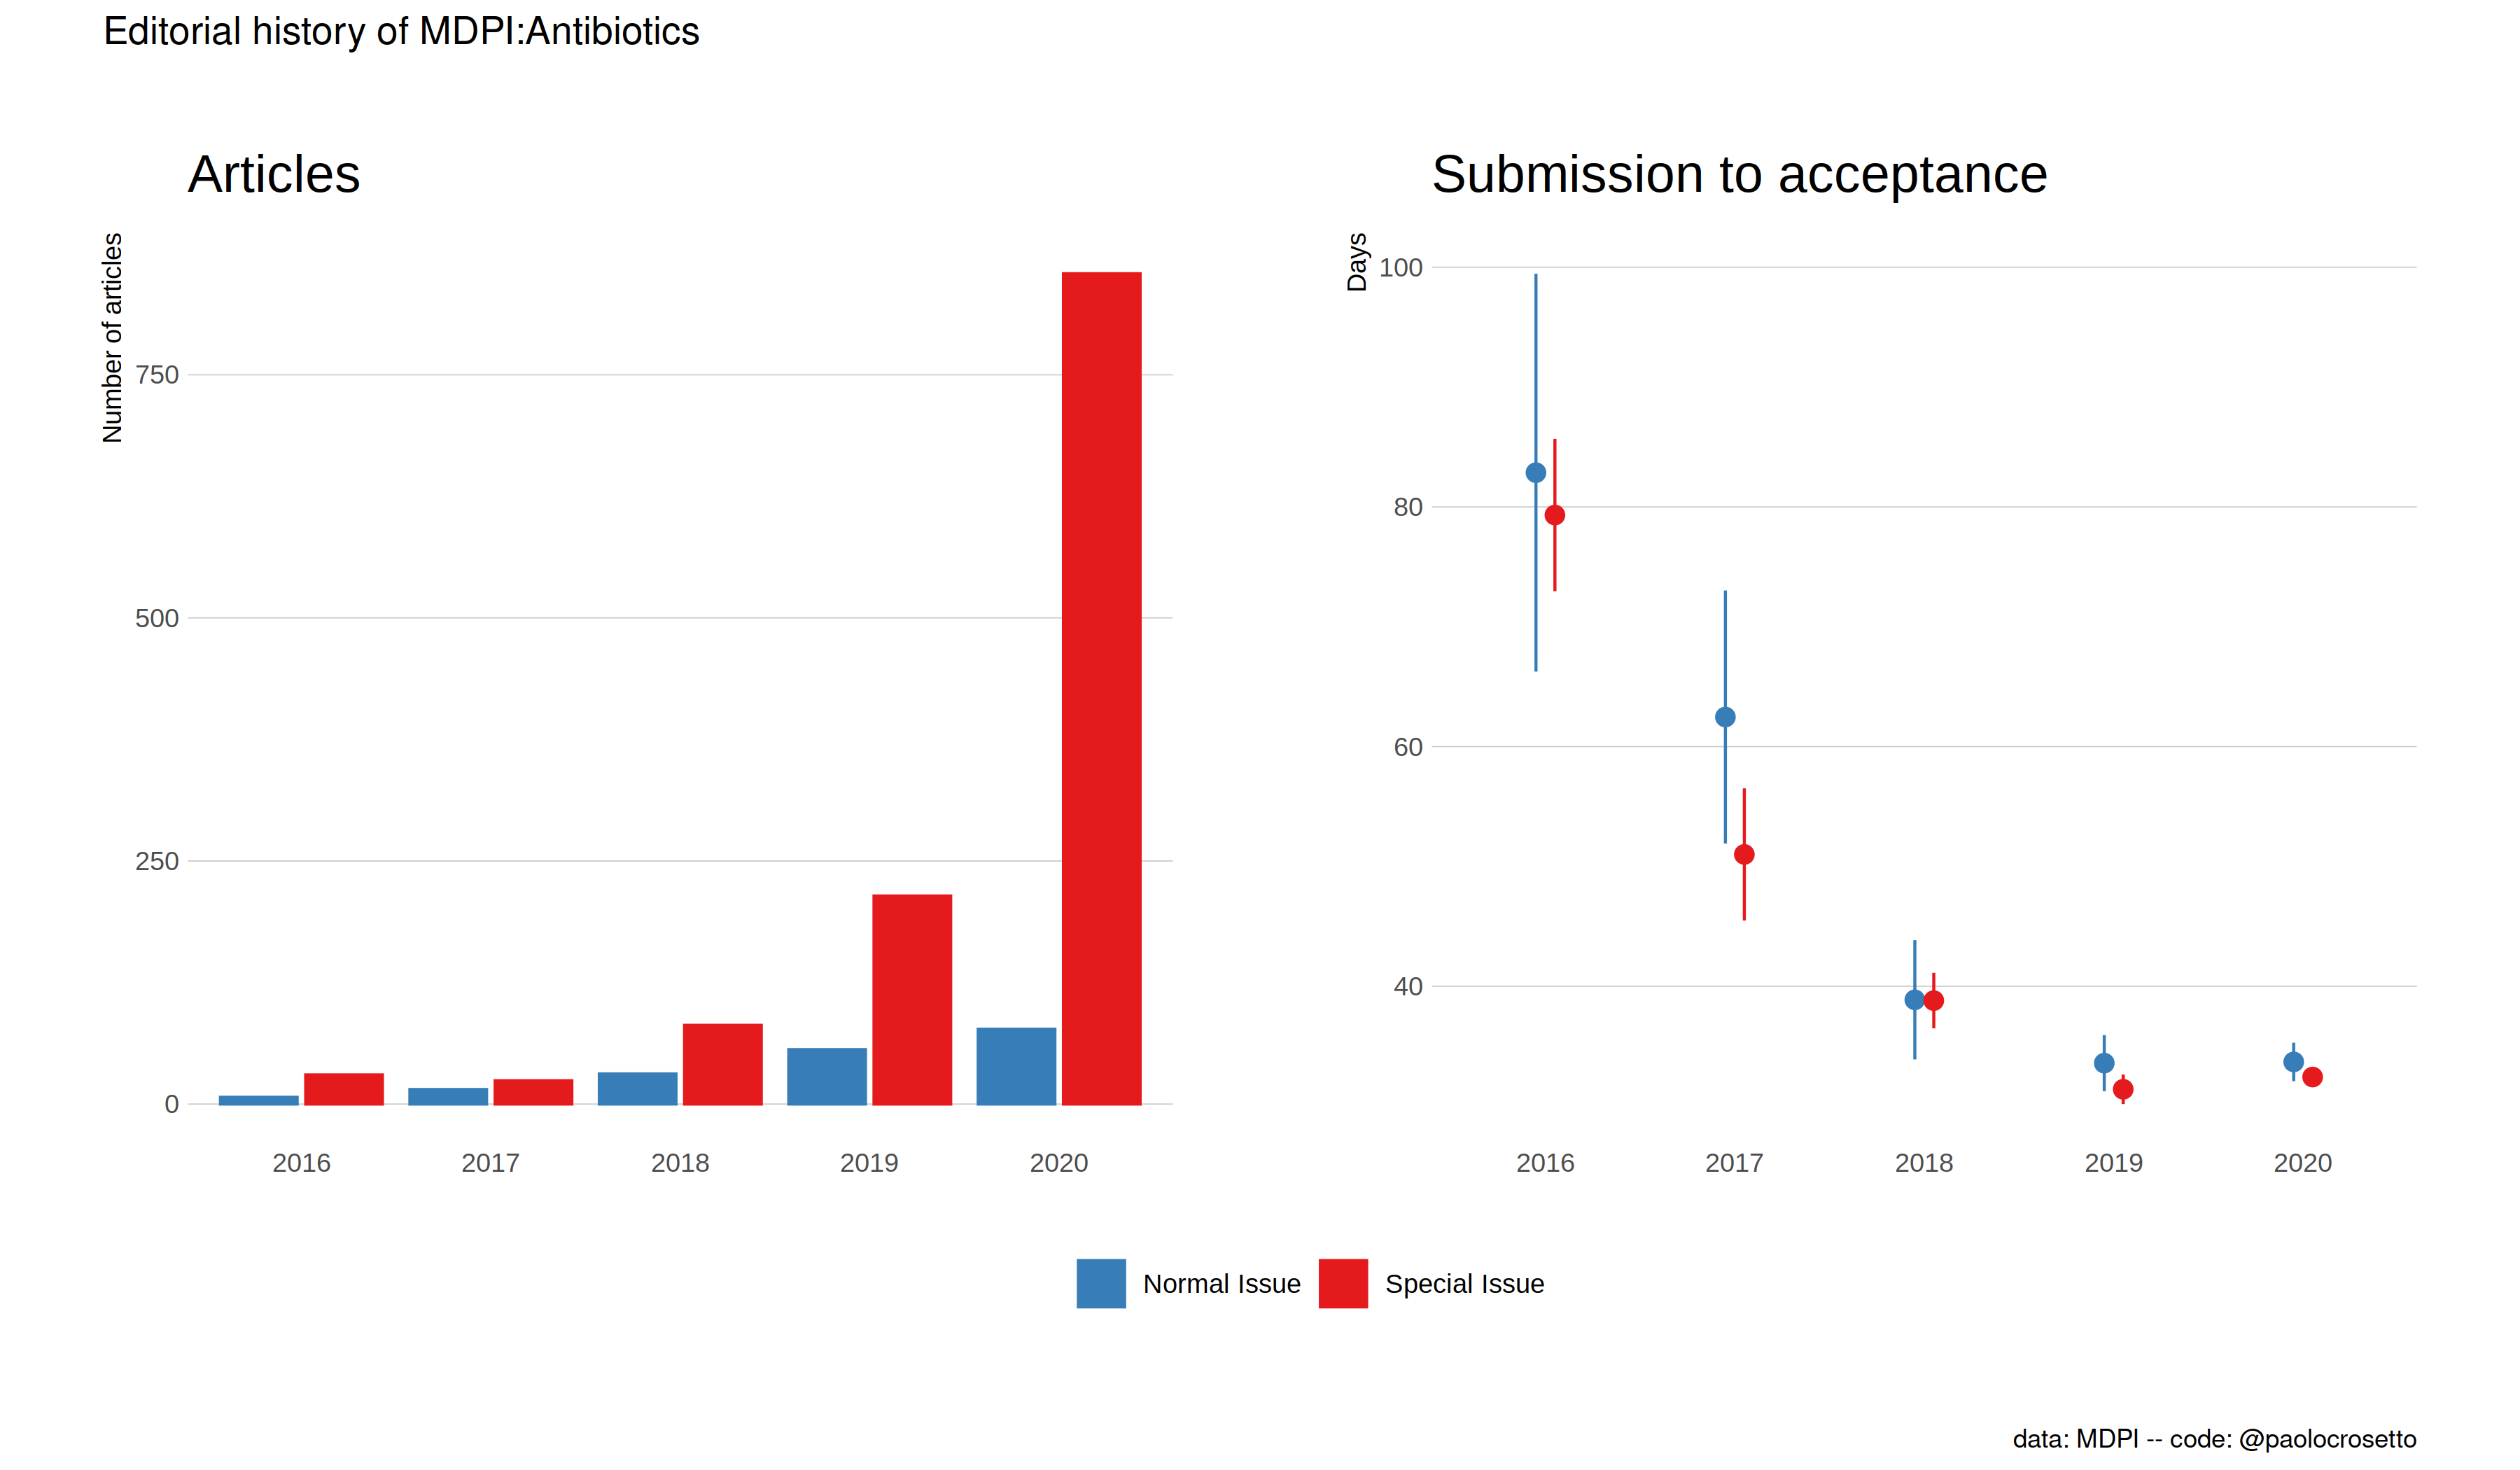 Editorial history of MDPI:Antibiotics
Articles
Number of articles
750
500
250
0
2016 2017 2018 2019 2020
Submission to acceptance
Days
100
80
60
40
2016 2017 2018 2019 2020
Normal Issue Special Issue
data: MDPI -- code: @paolocrosetto